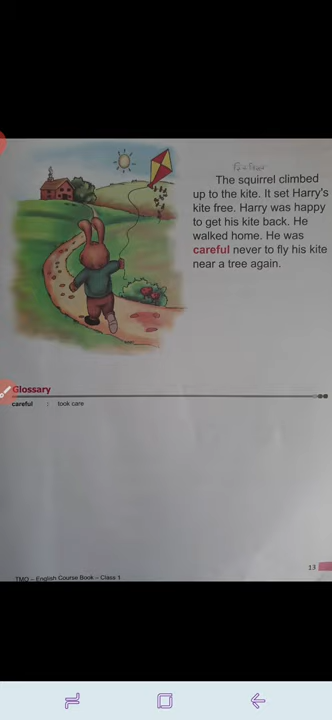 The squirrel climbed
up to the kite. It set Harry's
kite free. Harry was happy
to get his kite back. He
walked home. He was
careful never to fly his kite
near a tree again.
Glossary
careful : took care
13
TMO – English Course Book – Class 1